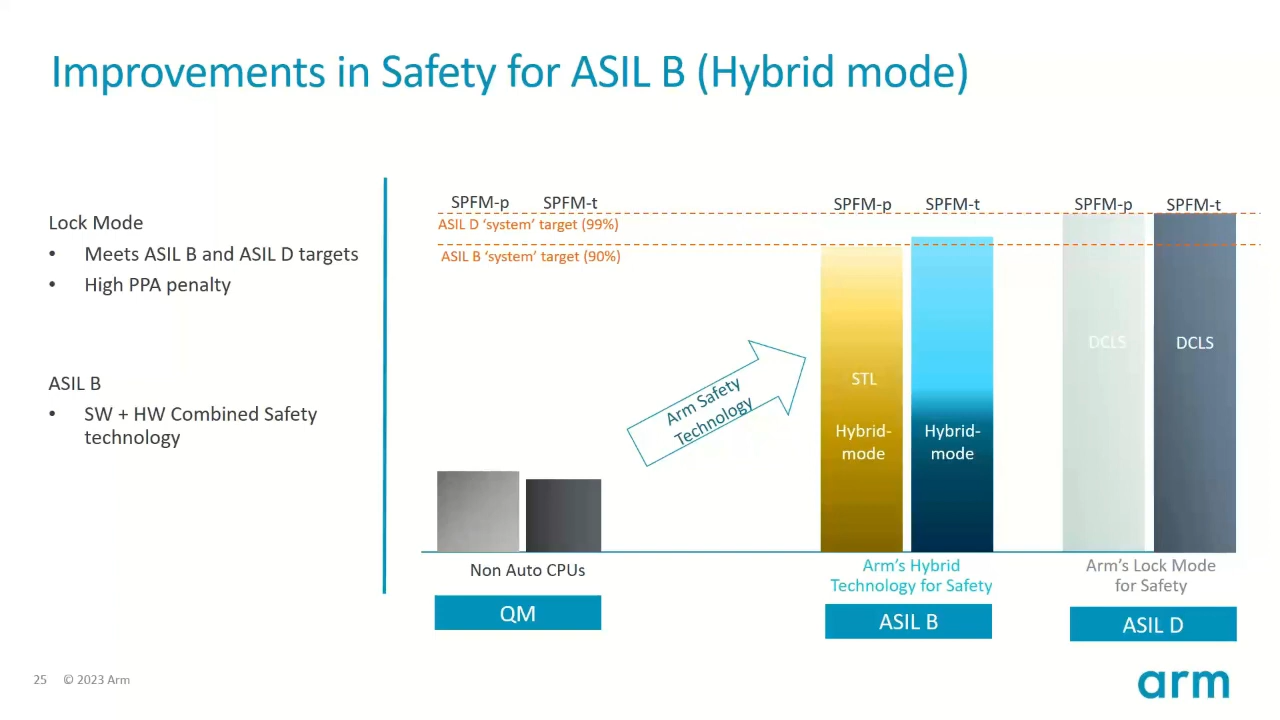 Improvements in Safety for ASIL B (Hybrid mode)
Lock Mode
• Meets ASIL B and ASIL D targets
• High PPA penalty
ASIL B
• SW + HW Combined Safety
technology
SPFM-p SPFM-t
ASIL D ‘system’ target (99%)
ASIL B ‘system’ target (90%)
Non Auto CPUs
QM
Arm Safety
Technology
SPFM-p SPFM-t
STL
Hybrid-
mode
Hybrid-
mode
Arm’s Hybrid
Technology for Safety
ASIL B
SPFM-p SPFM-t
DCLS DCLS
Arm’s Lock Mode
for Safety
ASIL D
25 © 2023 Arm
arm